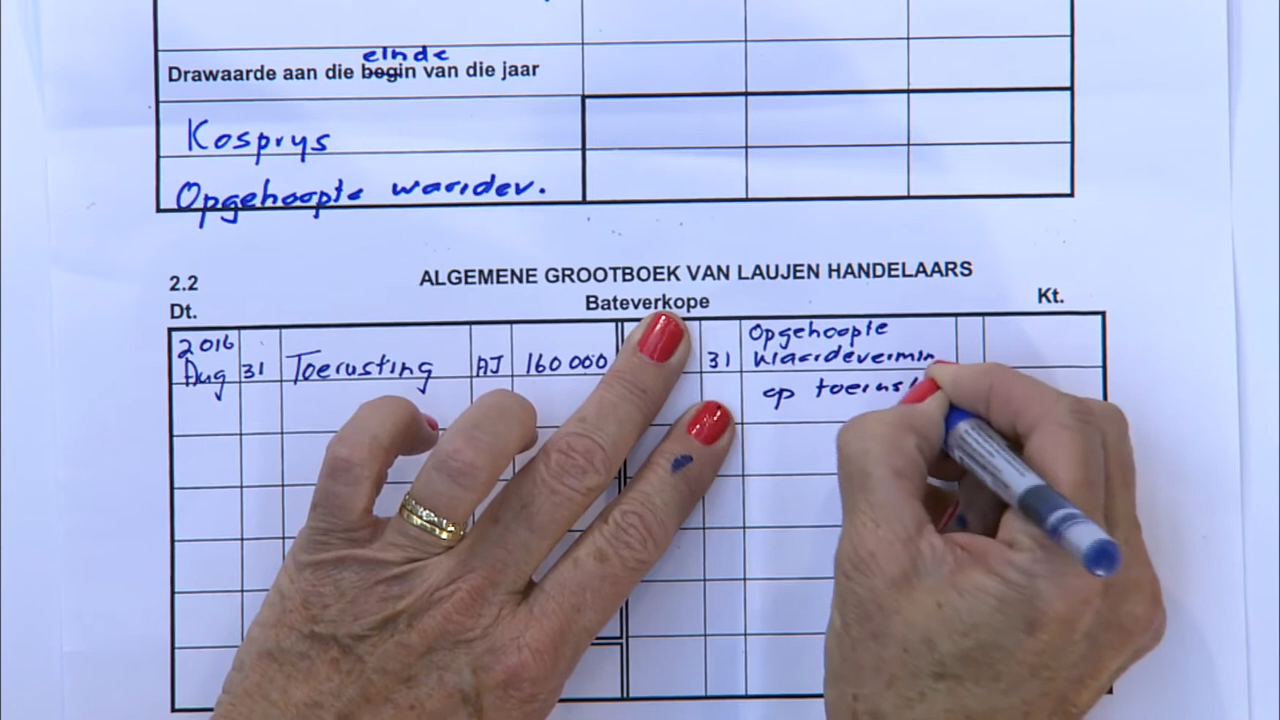 einde
Drawaarde aan die begin van die jaar
Kosprys
Opgehoopte waardev.
2.2 ALGEMENE GROOTBOEK VAN LAUJEN HANDELAARS
Dt. Bateverkope Kt.
2016 Opgehoopte
Aug 31 Toerusting AJ 160 000 31 Waardevermin
op toerus